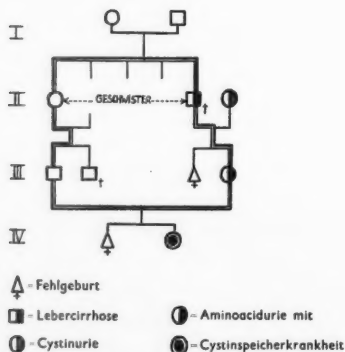 I
II
GESCHWISTER
†
III
†
IV
= Fehlgeburt
= Lebercirrhose
= Aminoacidurie mit
= Cystinurie
= Cystinspeicherkrankheit